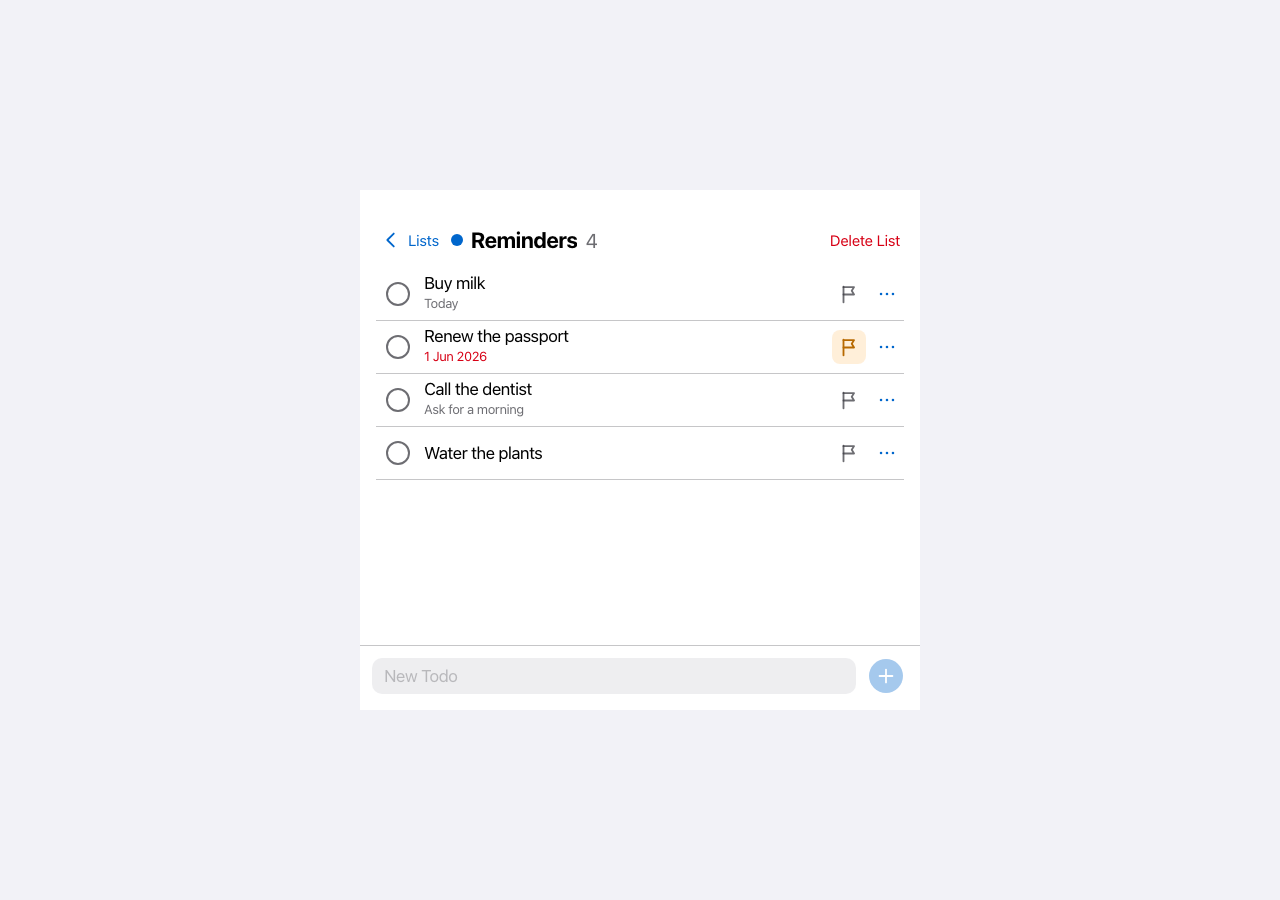 Lists Reminders 4 Delete List
Buy milk
Today
Renew the passport
1 Jun 2026
Call the dentist
Ask for a morning
Water the plants
New Todo